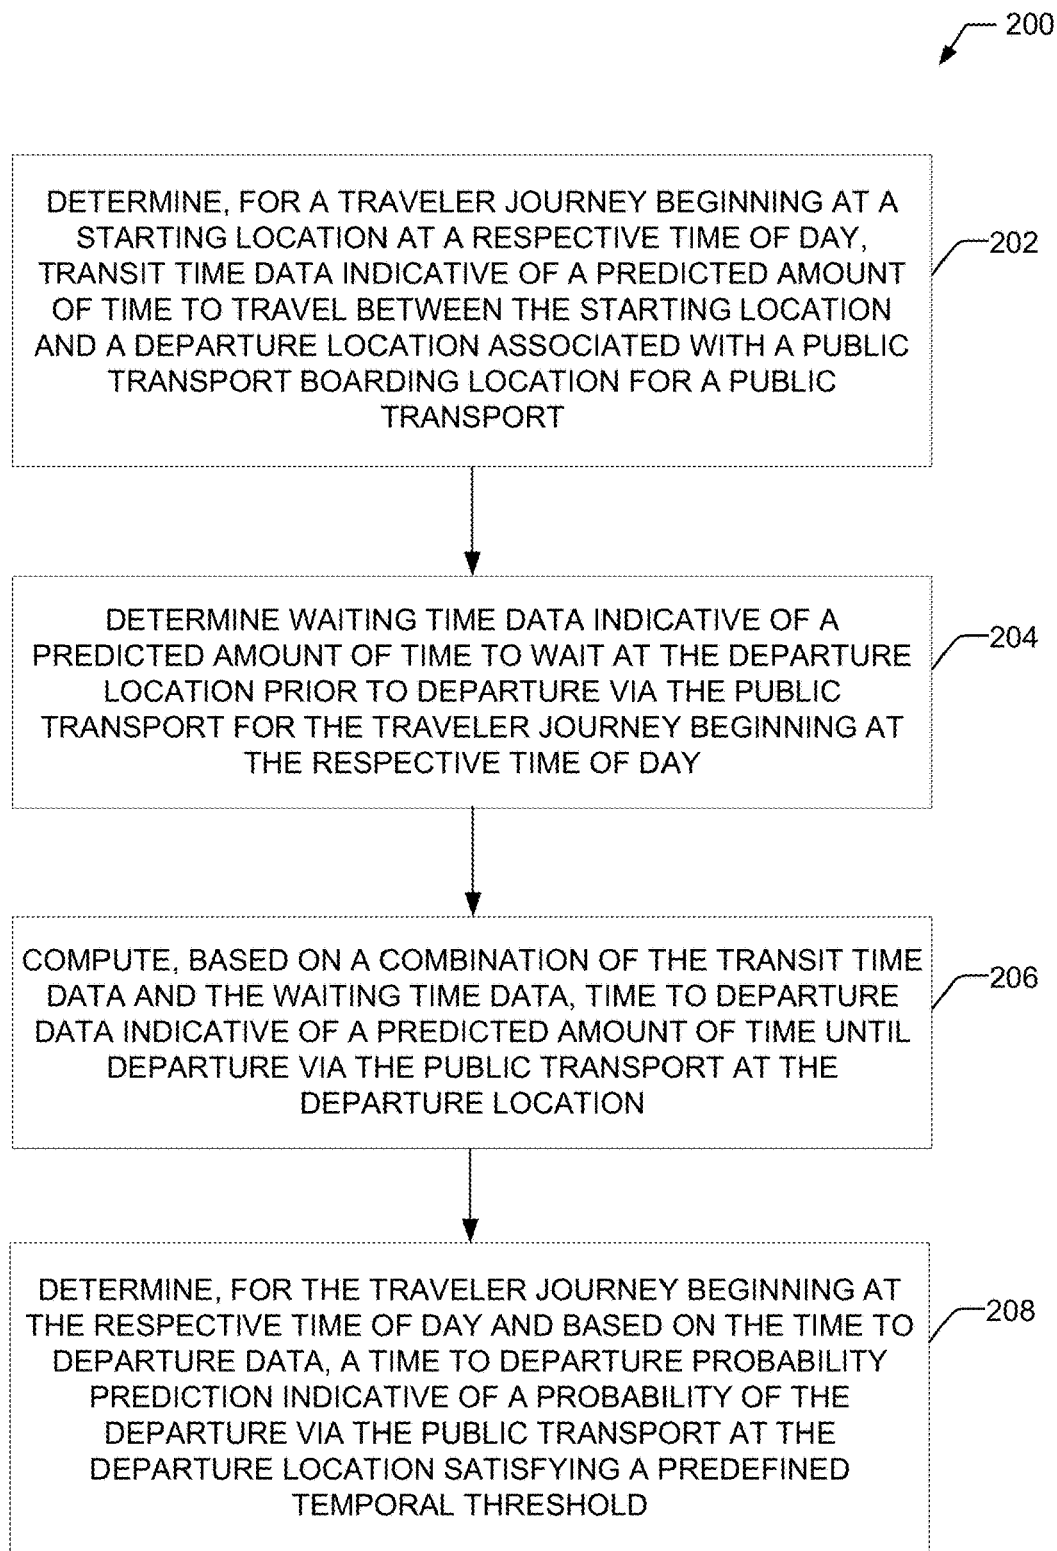 200
DETERMINE, FOR A TRAVELER JOURNEY BEGINNING AT A
STARTING LOCATION AT A RESPECTIVE TIME OF DAY,
TRANSIT TIME DATA INDICATIVE OF A PREDICTED AMOUNT
OF TIME TO TRAVEL BETWEEN THE STARTING LOCATION
AND A DEPARTURE LOCATION ASSOCIATED WITH A PUBLIC
TRANSPORT BOARDING LOCATION FOR A PUBLIC
TRANSPORT
202
DETERMINE WAITING TIME DATA INDICATIVE OF A
PREDICTED AMOUNT OF TIME TO WAIT AT THE DEPARTURE
LOCATION PRIOR TO DEPARTURE VIA THE PUBLIC
TRANSPORT FOR THE TRAVELER JOURNEY BEGINNING AT
THE RESPECTIVE TIME OF DAY
204
COMPUTE, BASED ON A COMBINATION OF THE TRANSIT TIME
DATA AND THE WAITING TIME DATA, TIME TO DEPARTURE
DATA INDICATIVE OF A PREDICTED AMOUNT OF TIME UNTIL
DEPARTURE VIA THE PUBLIC TRANSPORT AT THE
DEPARTURE LOCATION
206
DETERMINE, FOR THE TRAVELER JOURNEY BEGINNING AT
THE RESPECTIVE TIME OF DAY AND BASED ON THE TIME TO
DEPARTURE DATA, A TIME TO DEPARTURE PROBABILITY
PREDICTION INDICATIVE OF A PROBABILITY OF THE
DEPARTURE VIA THE PUBLIC TRANSPORT AT THE
DEPARTURE LOCATION SATISFYING A PREDEFINED
TEMPORAL THRESHOLD
208